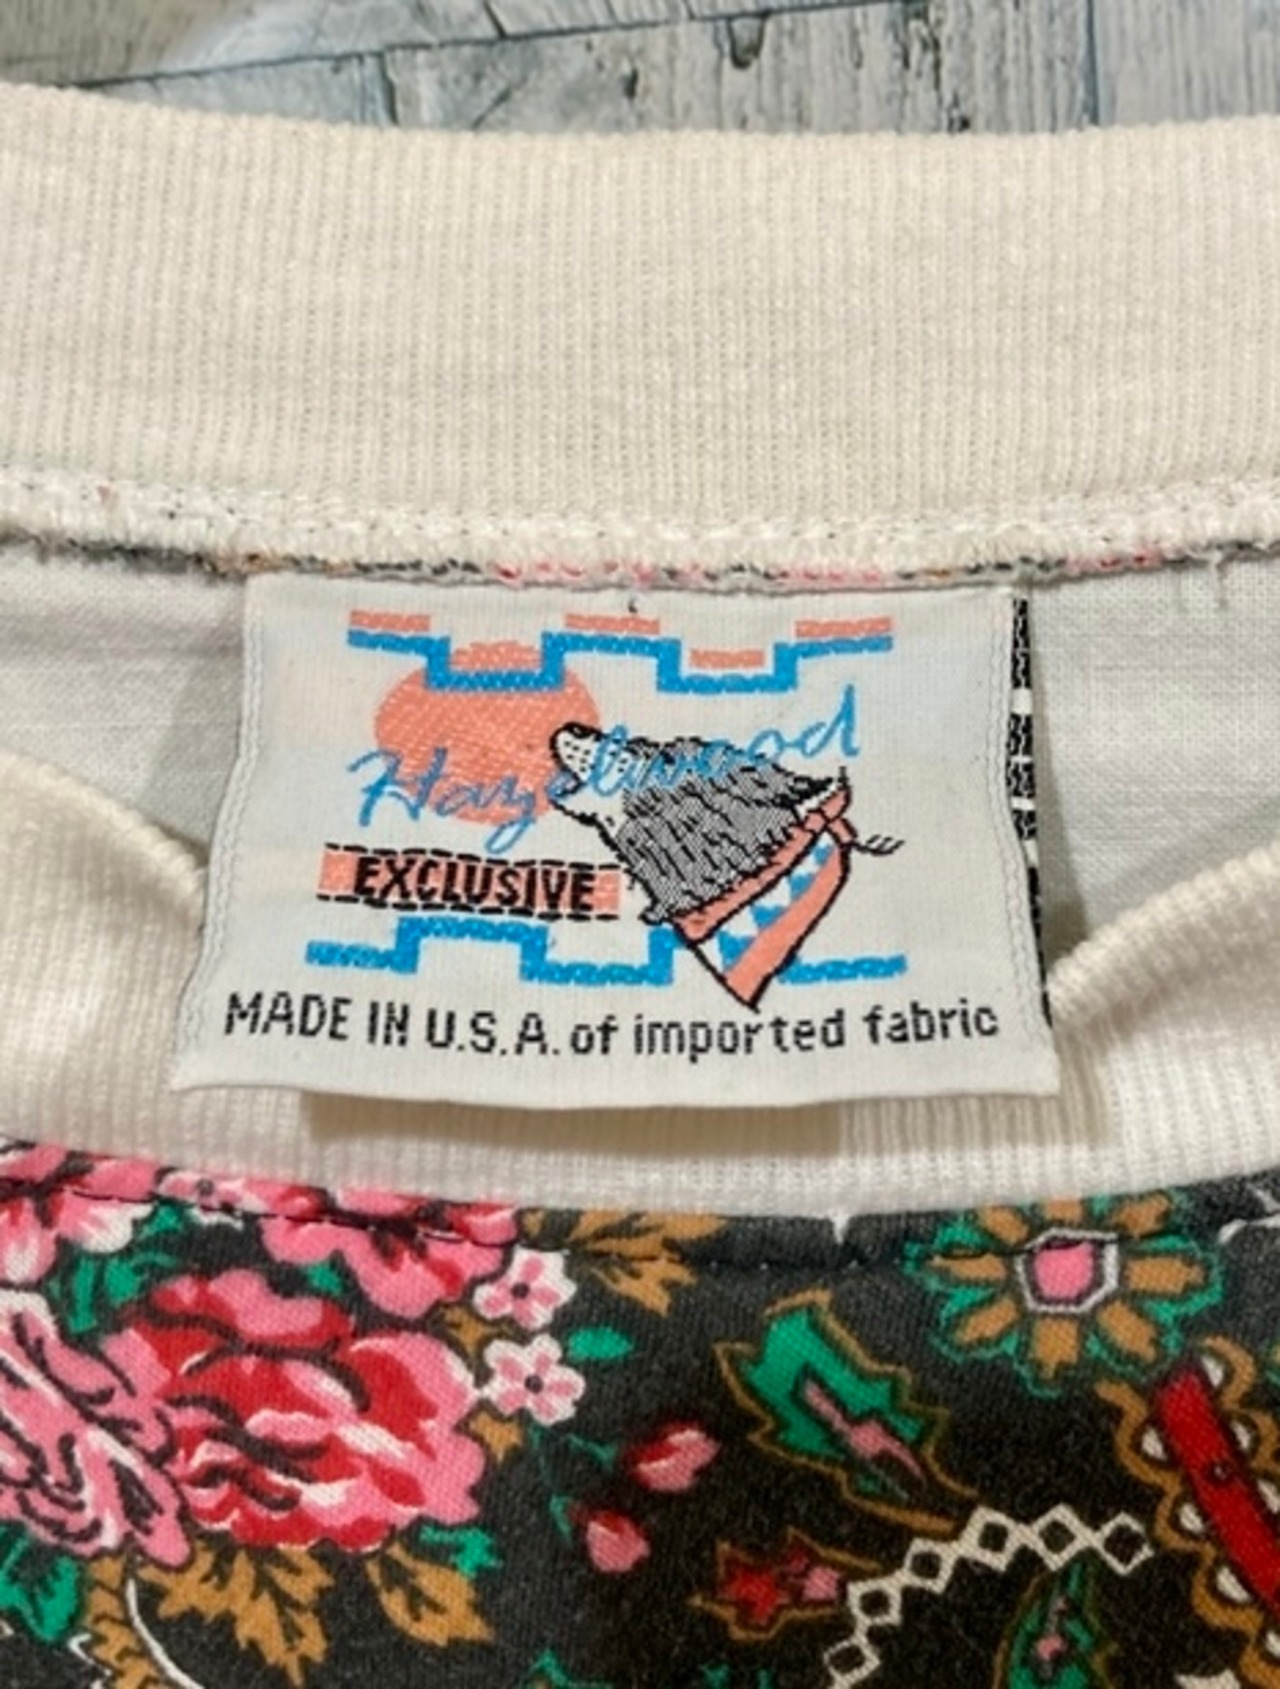 Hazelwood
EXCLUSIVE
MADE IN U.S.A. of imported fabric